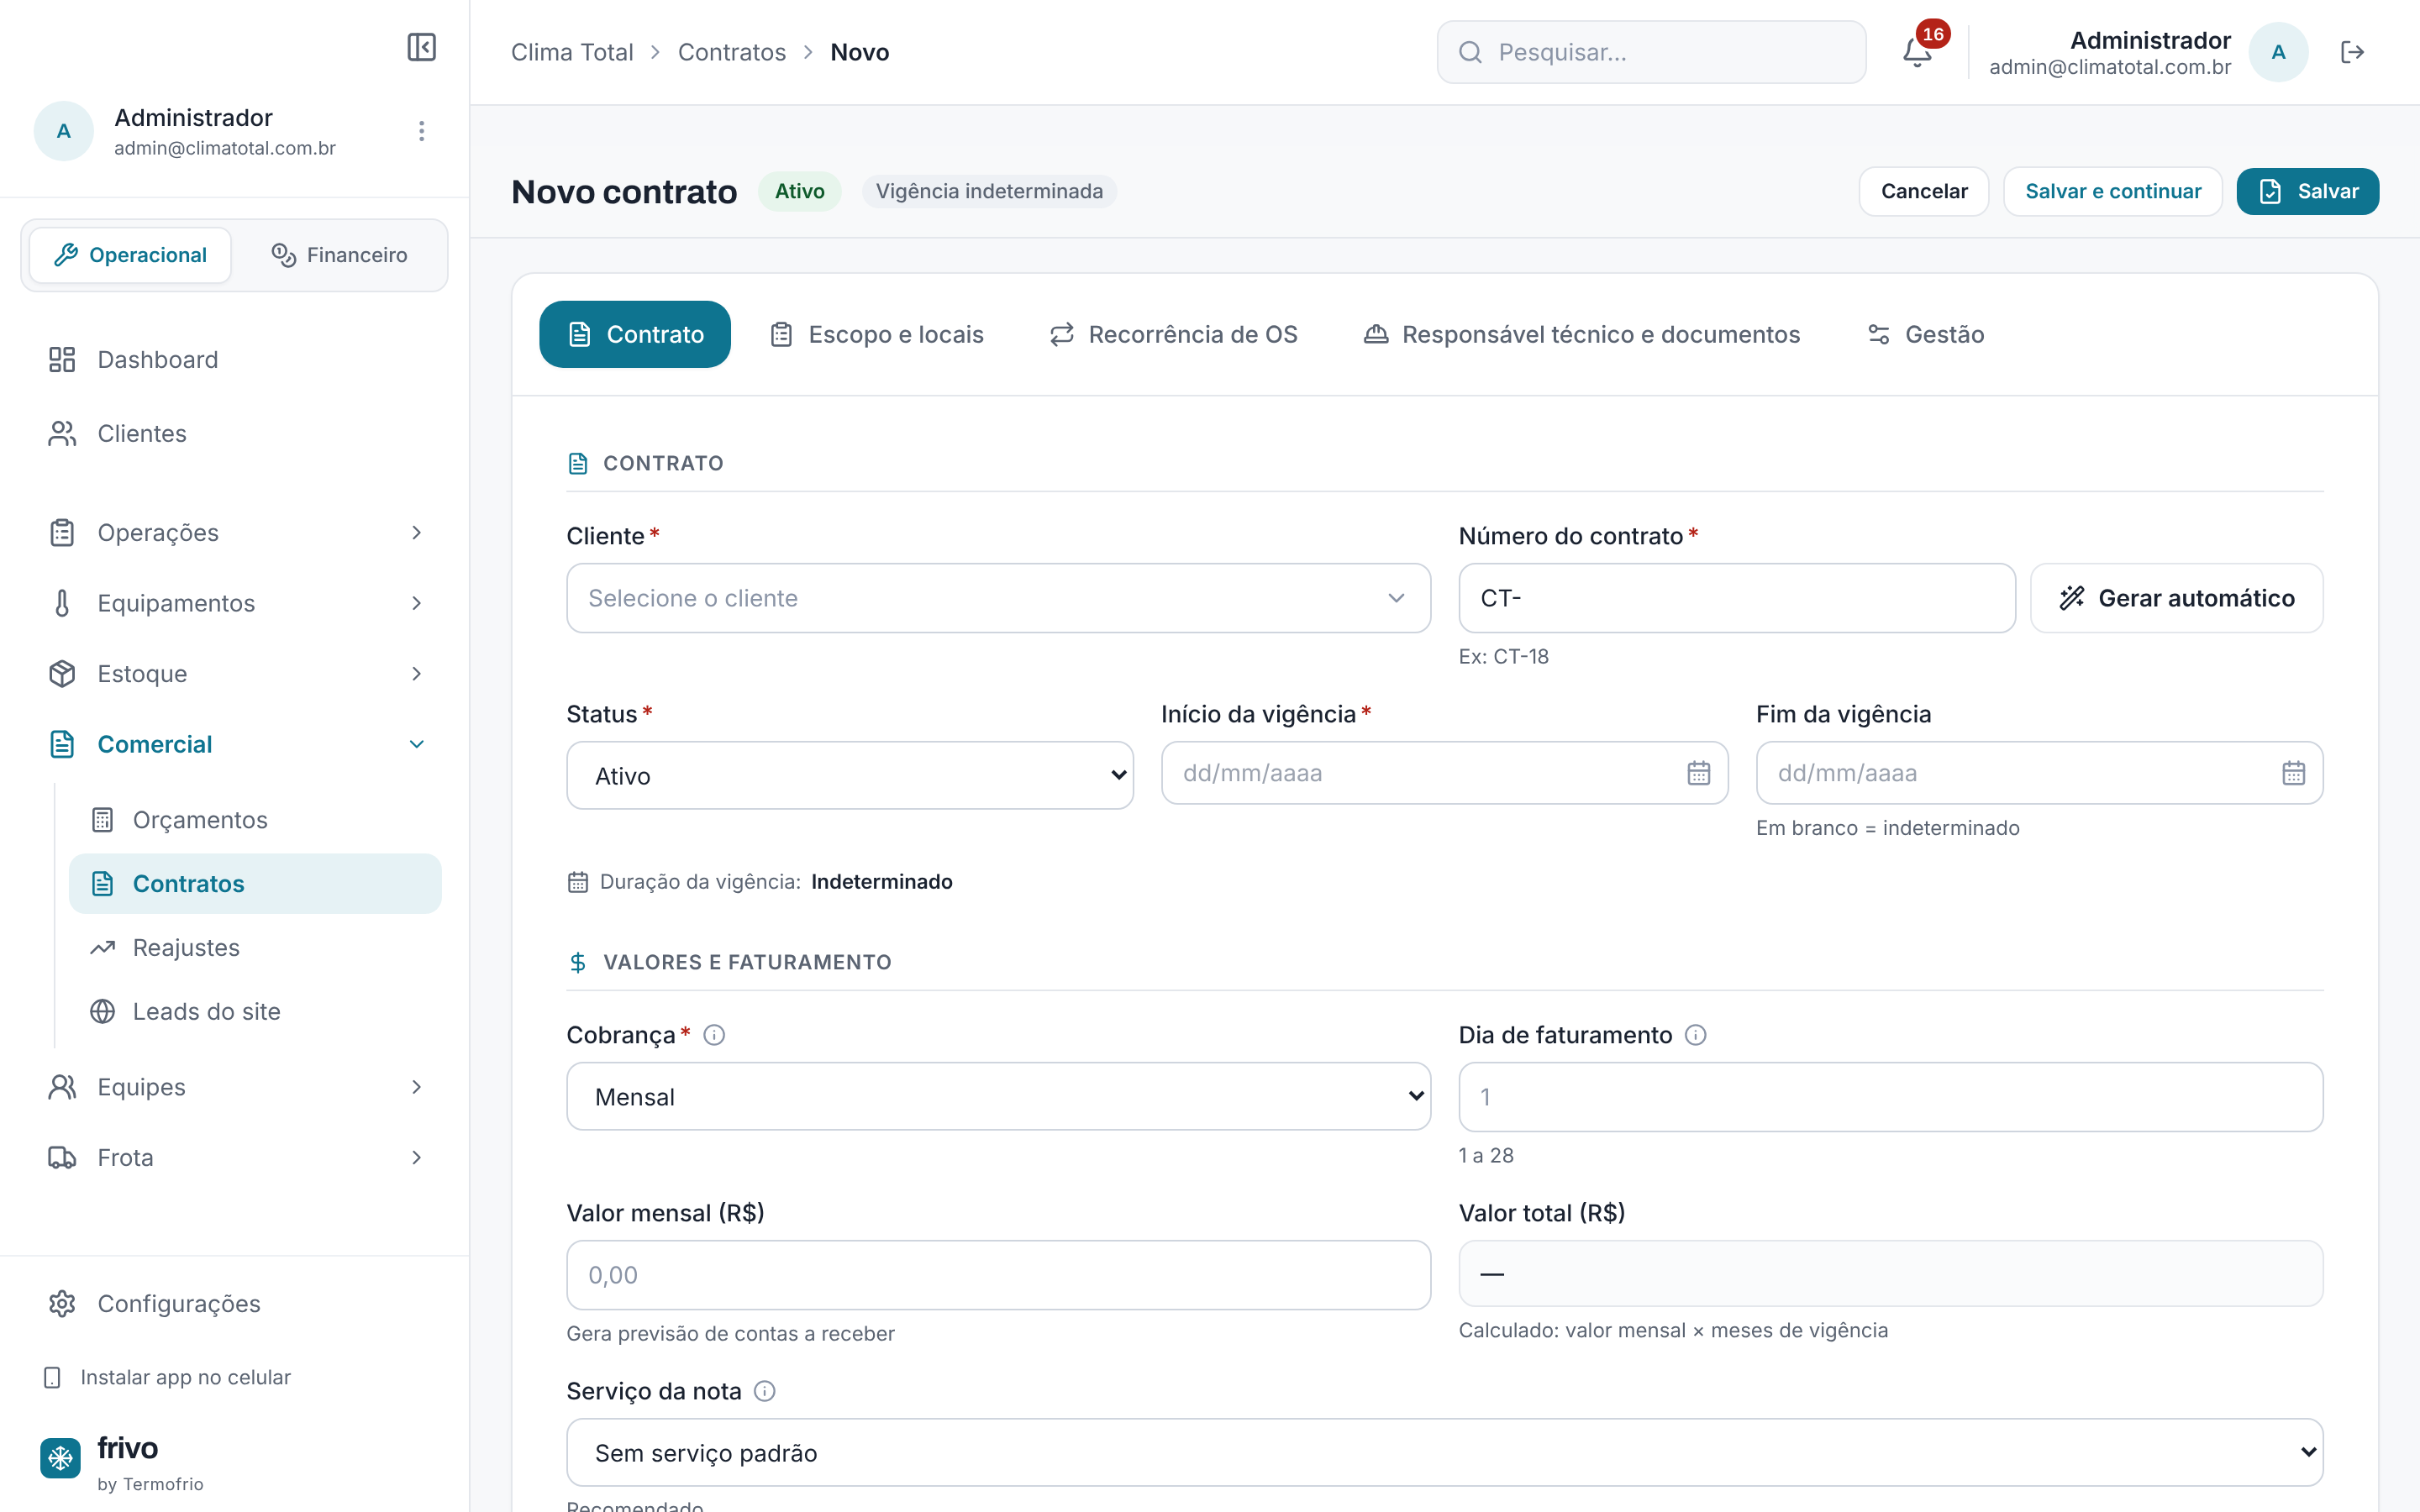 Clima Total > Contratos > Novo
Pesquisar...
16
Administrador
admin@climatotal.com.br
A
A
Administrador
admin@climatotal.com.br
Operacional
Financeiro
Dashboard
Clientes
Operações
Equipamentos
Estoque
Comercial
Orçamentos
Contratos
Reajustes
Leads do site
Equipes
Frota
Configurações
Instalar app no celular
frivo
by Termofrio
Novo contrato
Ativo
Vigência indeterminada
Cancelar
Salvar e continuar
Salvar
Contrato
Escopo e locais
Recorrência de OS
Responsável técnico e documentos
Gestão
CONTRATO
Cliente*
Selecione o cliente
Número do contrato*
CT-
Gerar automático
Ex: CT-18
Status*
Ativo
Início da vigência*
dd/mm/aaaa
Fim da vigência
dd/mm/aaaa
Em branco = indeterminado
Duração da vigência: Indeterminado
VALORES E FATURAMENTO
Cobrança*
Mensal
Dia de faturamento
1
1 a 28
Valor mensal (R$)
0,00
Gera previsão de contas a receber
Valor total (R$)
—
Calculado: valor mensal × meses de vigência
Serviço da nota
Sem serviço padrão
Recomendado